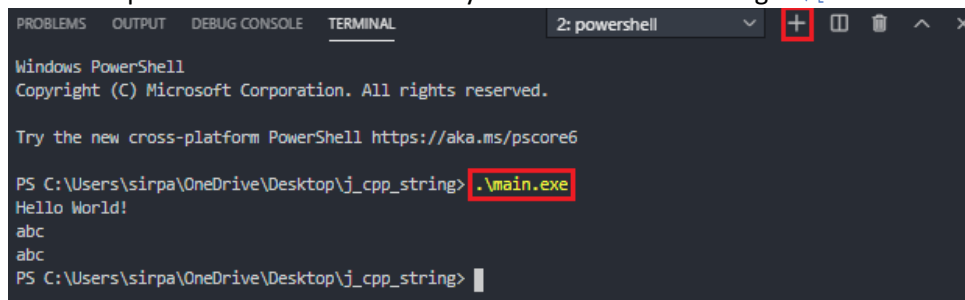 PROBLEMS OUTPUT DEBUG CONSOLE TERMINAL 2: powershell
Windows PowerShell
Copyright (C) Microsoft Corporation. All rights reserved.
Try the new cross-platform PowerShell https://aka.ms/pscore6
PS C:\Users\sirpa\OneDrive\Desktop\j_cpp_string> .\main.exe
Hello World!
abc
abc
PS C:\Users\sirpa\OneDrive\Desktop\j_cpp_string>